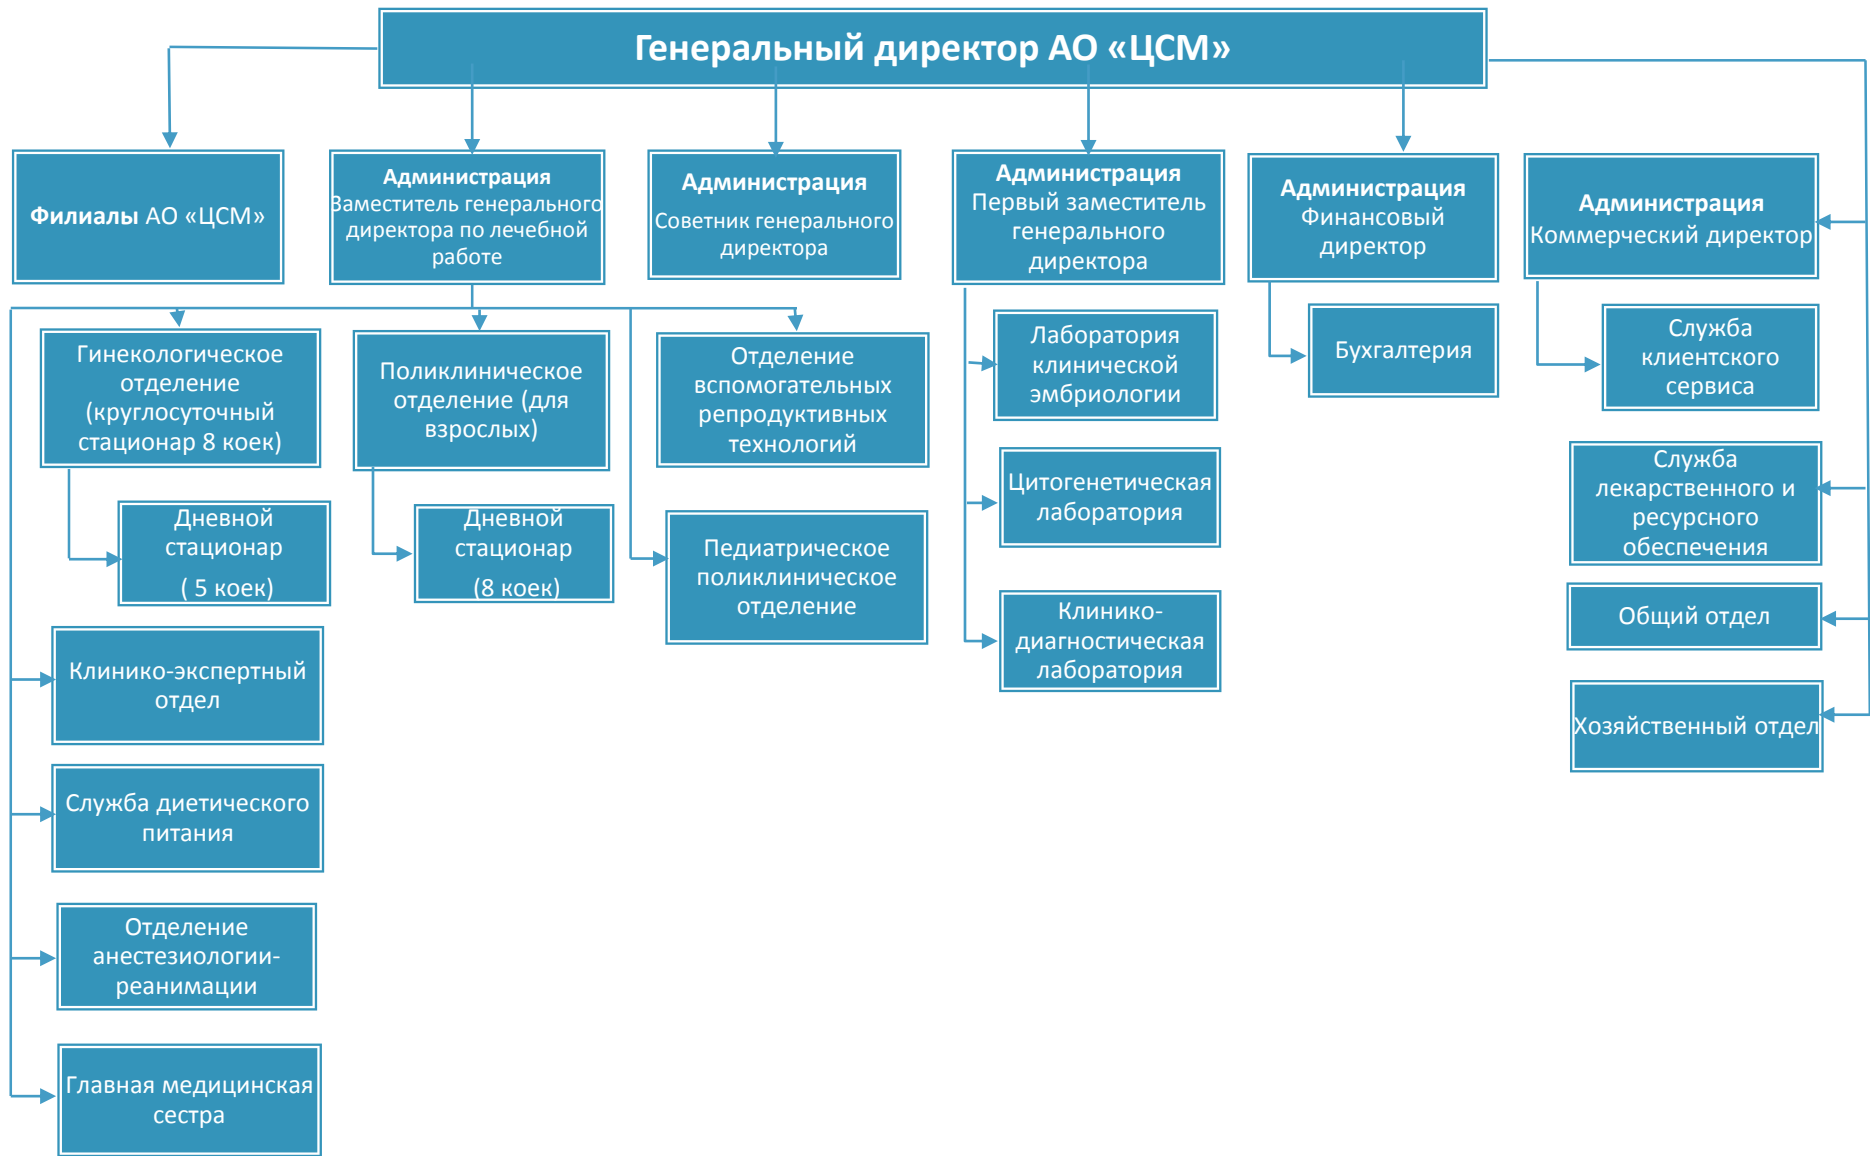 Генеральный директор АО «ЦСМ»
Филиалы АО «ЦСМ»
Администрация
Заместитель генерального
директора по лечебной
работе
Администрация
Советник генерального
директора
Администрация
Первый заместитель
генерального
директора
Администрация
Финансовый
директор
Администрация
Коммерческий директор
Гинекологическое
отделение
(круглосуточный
стационар 8 коек)
Поликлиническое
отделение (для
взрослых)
Отделение
вспомогательных
репродуктивных
технологий
Лаборатория
клинической
эмбриологии
Бухгалтерия
Служба
клиентского
сервиса
Дневной
стационар
( 5 коек)
Дневной
стационар
(8 коек)
Педиатрическое
поликлиническое
отделение
Цитогенетическая
лаборатория
Служба
лекарственного и
ресурсного
обеспечения
Клинико-
диагностическая
лаборатория
Общий отдел
Хозяйственный отдел
Клинико-экспертный
отдел
Служба диетического
питания
Отделение
анестезиологии-
реанимации
Главная медицинская
сестра